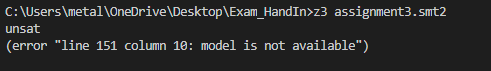 C:\Users\metal\OneDrive\Desktop\Exam_HandIn>z3 assignment3.smt2
unsat
(error "line 151 column 10: model is not available")